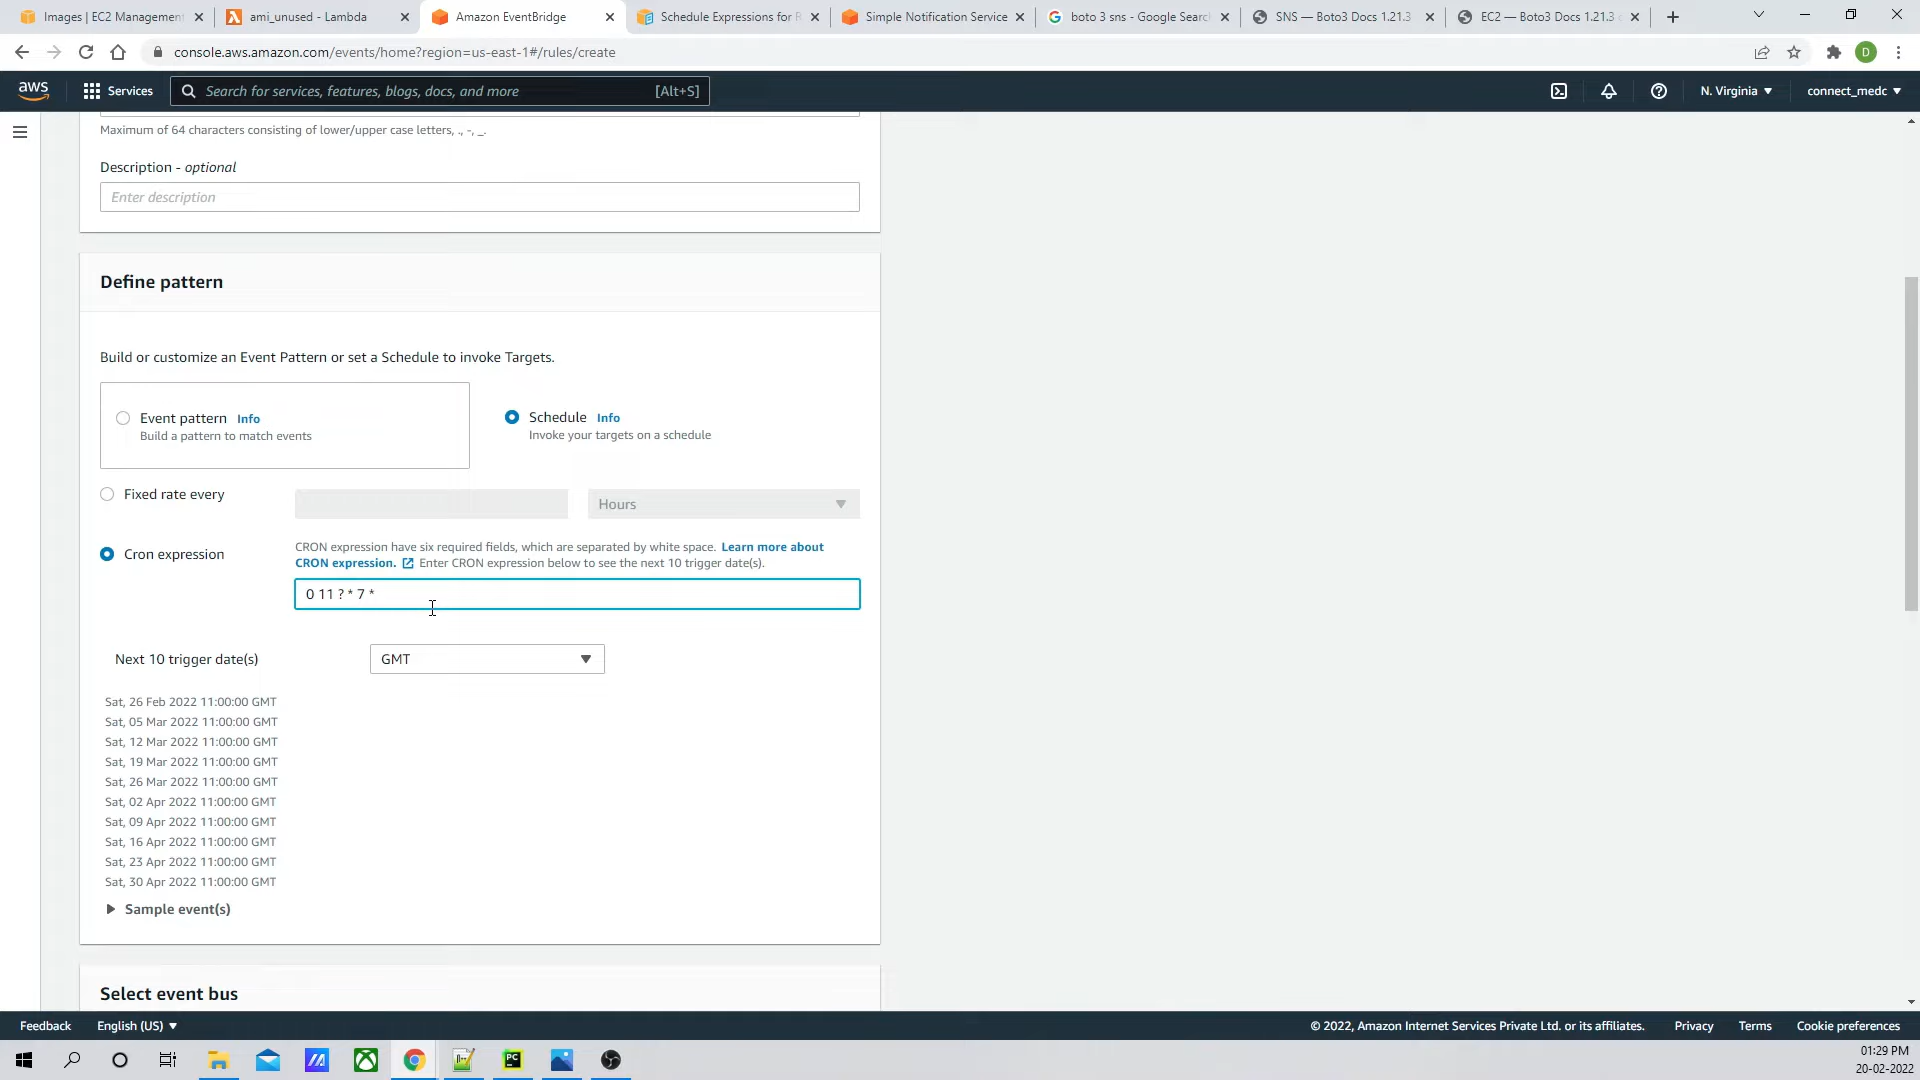 Images | EC2 Management
ami_unused - Lambda
Amazon EventBridge
Schedule Expressions for R
Simple Notification Service
boto 3 sns - Google Search
SNS — Boto3 Docs 1.21.3
EC2 — Boto3 Docs 1.21.3
console.aws.amazon.com/events/home?region=us-east-1#/rules/create
D
aws
Services
Search for services, features, blogs, docs, and more
[Alt+S]
N. Virginia
connect_medc
Maximum of 64 characters consisting of lower/upper case letters, ., -, _.
Description - optional
Enter description
Define pattern
Build or customize an Event Pattern or set a Schedule to invoke Targets.
Event pattern Info
Build a pattern to match events
Schedule Info
Invoke your targets on a schedule
Fixed rate every
Hours
Cron expression
CRON expression have six required fields, which are separated by white space. Learn more about
CRON expression. Enter CRON expression below to see the next 10 trigger date(s).
0 11 ? * 7 *
Next 10 trigger date(s)
GMT
Sat, 26 Feb 2022 11:00:00 GMT
Sat, 05 Mar 2022 11:00:00 GMT
Sat, 12 Mar 2022 11:00:00 GMT
Sat, 19 Mar 2022 11:00:00 GMT
Sat, 26 Mar 2022 11:00:00 GMT
Sat, 02 Apr 2022 11:00:00 GMT
Sat, 09 Apr 2022 11:00:00 GMT
Sat, 16 Apr 2022 11:00:00 GMT
Sat, 23 Apr 2022 11:00:00 GMT
Sat, 30 Apr 2022 11:00:00 GMT
Sample event(s)
Select event bus
Feedback
English (US)
© 2022, Amazon Internet Services Private Ltd. or its affiliates.
Privacy
Terms
Cookie preferences
PC
01:29 PM
20-02-2022